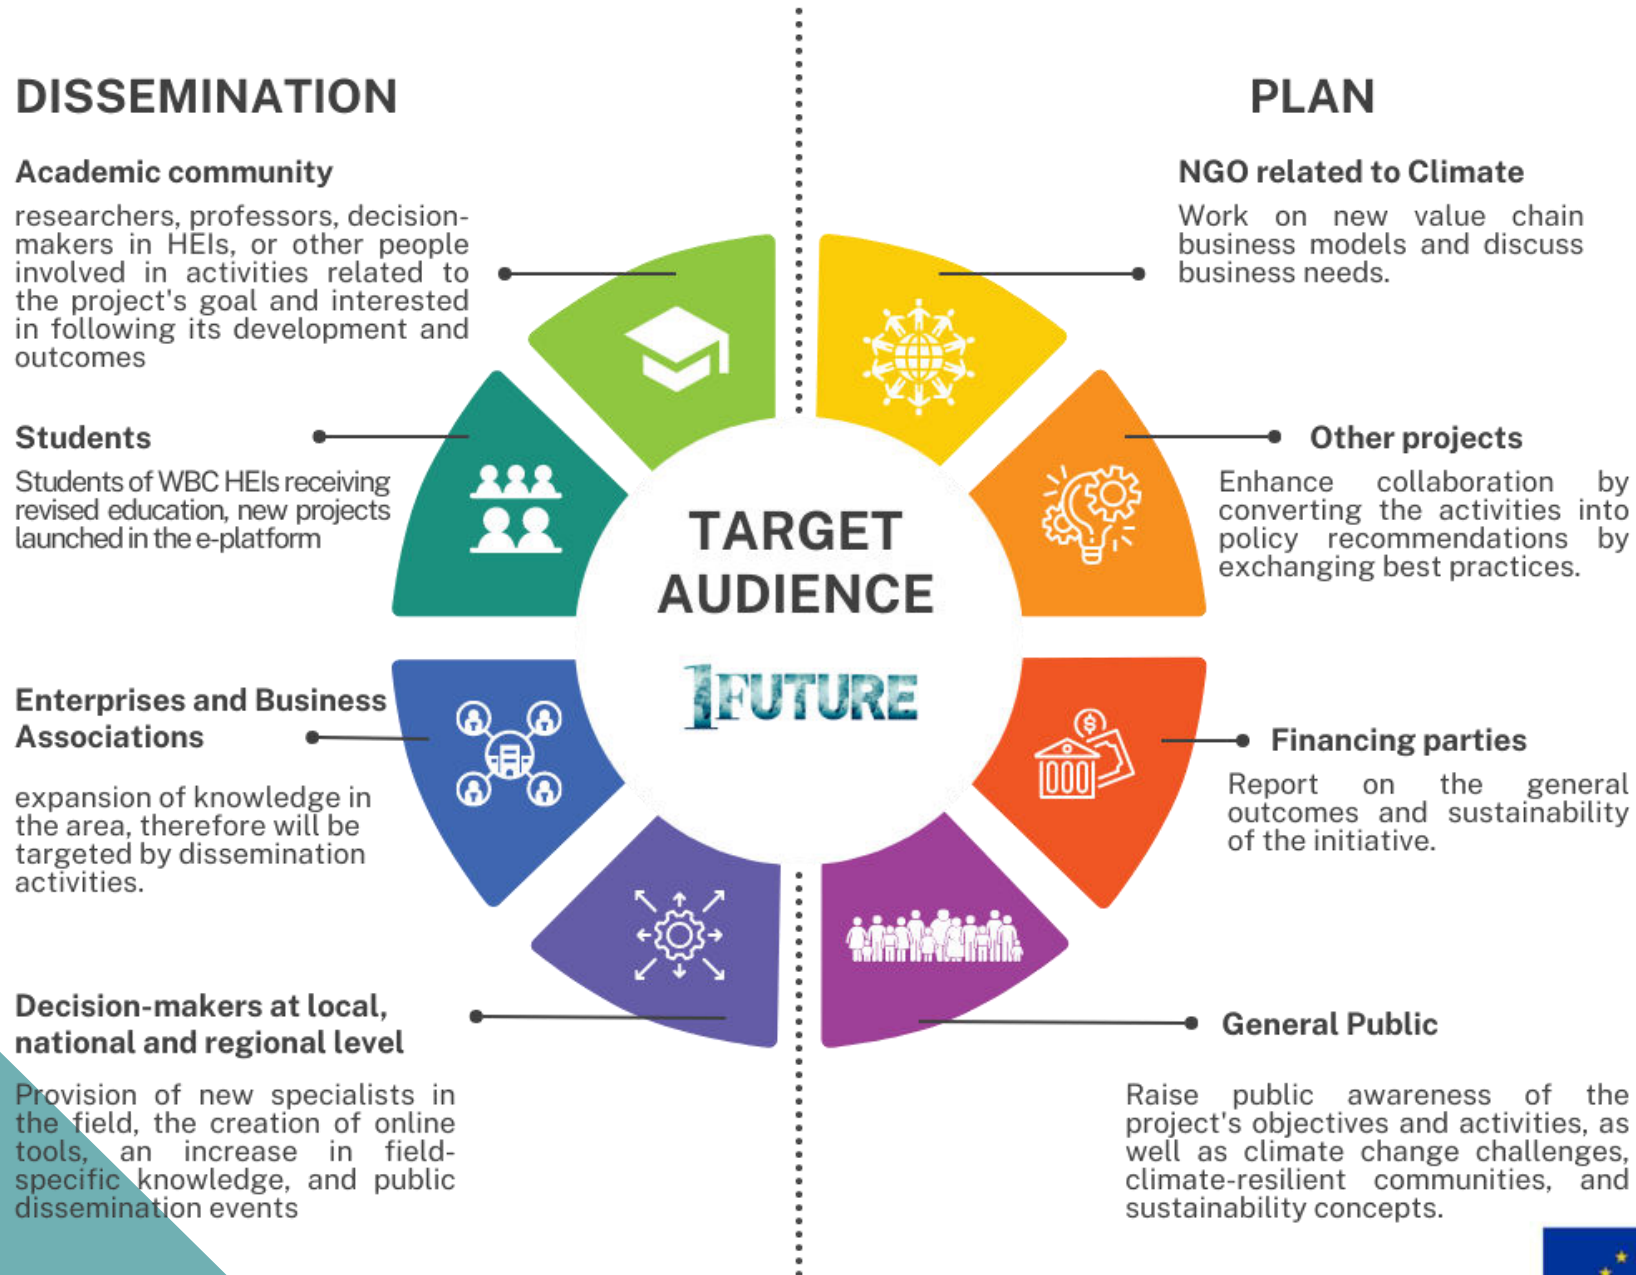 DISSEMINATION
PLAN
Academic community
researchers, professors, decision-
makers in HEIs, or other people
involved in activities related to
the project's goal and interested
in following its development and
outcomes
Students
Students of WBC HEIs receiving
revised education, new projects
launched in the e-platform
Enterprises and Business
Associations
expansion of knowledge in
the area, therefore will be
targeted by dissemination
activities.
Decision-makers at local,
national and regional level
Provision of new specialists in
the field, the creation of online
tools, an increase in field-
specific knowledge, and public
dissemination events
TARGET
AUDIENCE
1FUTURE
NGO related to Climate
Work on new value chain
business models and discuss
business needs.
Other projects
Enhance collaboration by
converting the activities into
policy recommendations by
exchanging best practices.
Financing parties
Report on the general
outcomes and sustainability
of the initiative.
General Public
Raise public awareness of the
project's objectives and activities, as
well as climate change challenges,
climate-resilient communities, and
sustainability concepts.